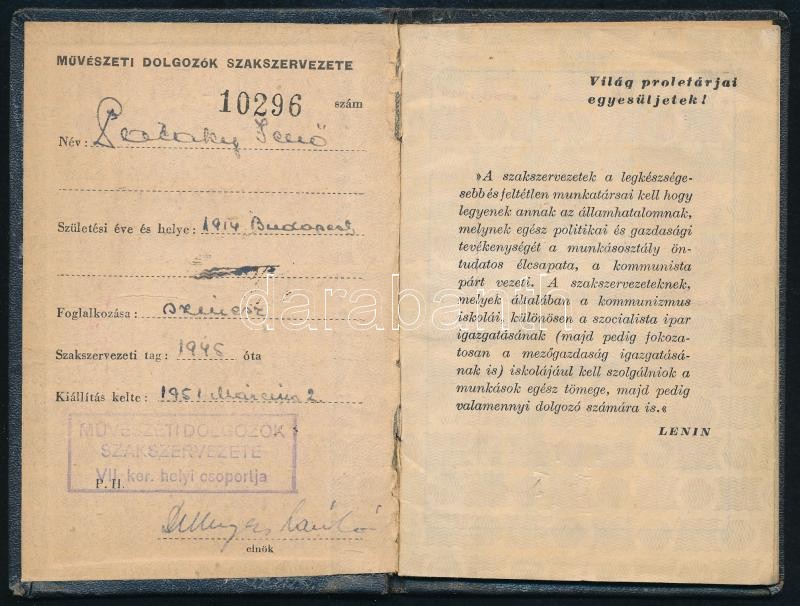 MŰVÉSZETI DOLGOZÓK SZAKSZERVEZETE
10296 szám
Név: Pataky Jenő
Születési éve és helye: 1914 Budapest
Foglalkozása: színész
Szakszervezeti tag: 1945 óta
Kiállítás kelte: 1951 Március 2
MŰVÉSZETI DOLGOZÓK
SZAKSZERVEZETE
VII. ker. helyi csoportja
P. H.
elnök
Világ proletárjai
egyesüljetek!
»A szakszervezetek a legkészsége-
sebb és feltétlen munkatársai kell hogy
legyenek annak az államhatalomnak,
melynek egész politikai és gazdasági
tevékenységét a munkásosztály ön-
tudatos élcsapata, a kommunista
párt vezeti. A szakszervezeteknek,
melyek általában a kommunizmus
iskolái, különösen a szocialista ipar
igazgatásának (majd pedig fokoza-
tosan a mezőgazdaság igazgatásá-
nak is) iskolájául kell szolgálniok a
munkások egész tömege, majd pedig
valamennyi dolgozó számára is.«
LENIN
darabanth